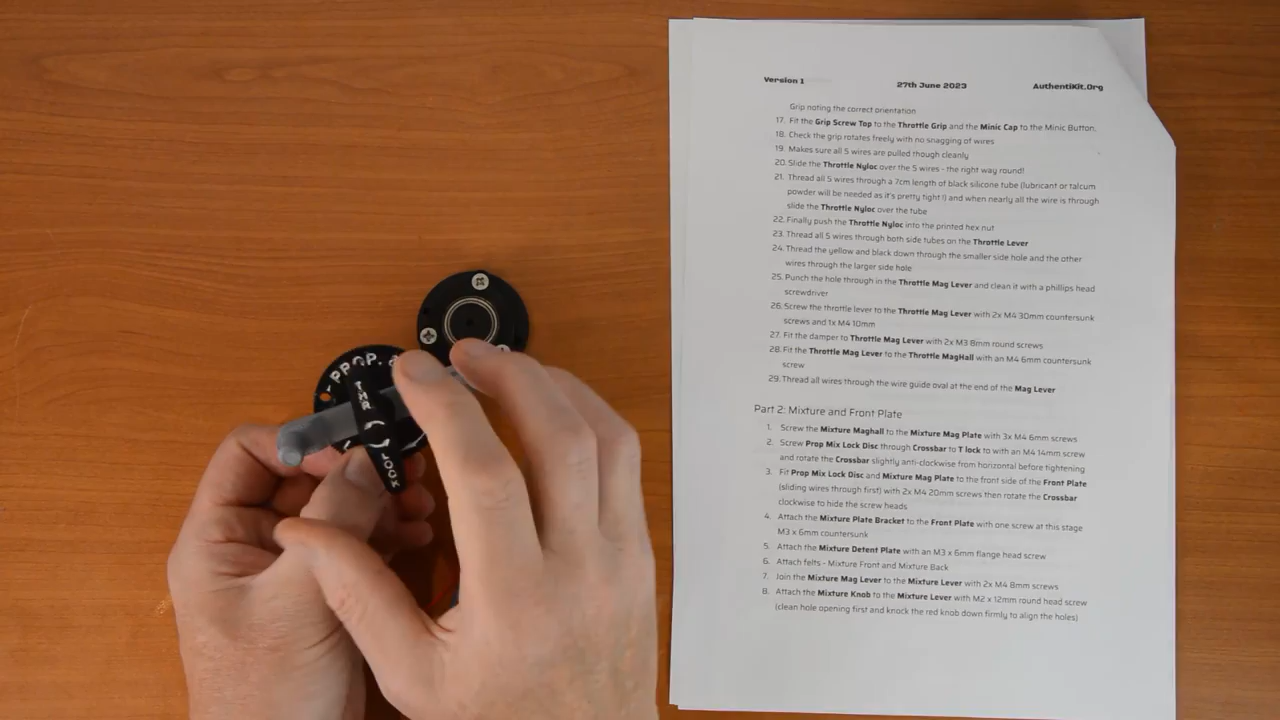 Version 1 27th June 2023 AuthentiKit.Org
Grip noting the correct orientation
17. Fit the Grip Screw Top to the Throttle Grip and the Minic Cap to the Minic Button.
18. Check the grip rotates freely with no snagging of wires
19. Makes sure all 5 wires are pulled though cleanly
20. Slide the Throttle Nyloc over the 5 wires - the right way round!
21. Thread all 5 wires through a 7cm length of black silicone tube (lubricant or talcum
powder will be needed as it's pretty tight!) and when nearly all the wire is through
slide the Throttle Nyloc over the tube
22. Finally push the Throttle Nyloc into the printed hex nut
23. Thread all 5 wires through both side tubes on the Throttle Lever
24. Thread the yellow and black down through the smaller side hole and the other
wires through the larger side hole
25. Punch the hole through in the Throttle Mag Lever and clean it with a phillips head
screwdriver
26. Screw the throttle lever to the Throttle Mag Lever with 2x M4 30mm countersunk
screws and 1x M4 10mm
27. Fit the damper to Throttle Mag Lever with 2x M3 8mm round screws
28. Fit the Throttle Mag Lever to the Throttle MagHall with an M4 6mm countersunk
screw
29. Thread all wires through the wire guide oval at the end of the Mag Lever
Part 2: Mixture and Front Plate
1. Screw the Mixture Maghall to the Mixture Mag Plate with 3x M4 6mm screws
2. Screw Prop Mix Lock Disc through Crossbar to T lock to with an M4 14mm screw
and rotate the Crossbar slightly anti-clockwise from horizontal before tightening
3. Fit Prop Mix Lock Disc and Mixture Mag Plate to the front side of the Front Plate
(sliding wires through first) with 2x M4 20mm screws then rotate the Crossbar
clockwise to hide the screw heads
4. Attach the Mixture Plate Bracket to the Front Plate with one screw at this stage
M3 x 6mm countersunk
5. Attach the Mixture Detent Plate with an M3 x 6mm flange head screw
6. Attach felts - Mixture Front and Mixture Back
7. Join the Mixture Mag Lever to the Mixture Lever with 2x M4 8mm screws
8. Attach the Mixture Knob to the Mixture Lever with M2 x 12mm round head screw
(clean hole opening first and knock the red knob down firmly to align the holes)
PROP.
LOCK